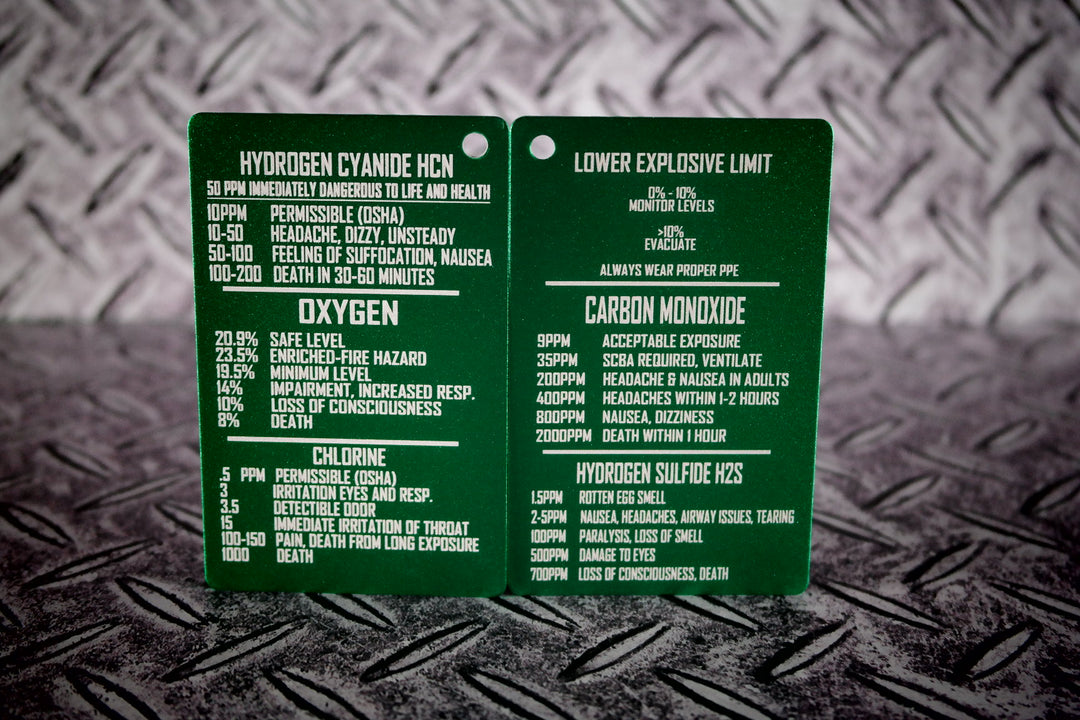 HYDROGEN CYANIDE HCN
50 PPM IMMEDIATELY DANGEROUS TO LIFE AND HEALTH
10PPM PERMISSIBLE (OSHA)
10-50 HEADACHE, DIZZY, UNSTEADY
50-100 FEELING OF SUFFOCATION, NAUSEA
100-200 DEATH IN 30-60 MINUTES
OXYGEN
20.9% SAFE LEVEL
23.5% ENRICHED-FIRE HAZARD
19.5% MINIMUM LEVEL
14% IMPAIRMENT, INCREASED RESP.
10% LOSS OF CONSCIOUSNESS
8% DEATH
CHLORINE
.5 PPM PERMISSIBLE (OSHA)
3 IRRITATION EYES AND RESP.
3.5 DETECTIBLE ODOR
15 IMMEDIATE IRRITATION OF THROAT
100-150 PAIN, DEATH FROM LONG EXPOSURE
1000 DEATH
LOWER EXPLOSIVE LIMIT
0% - 10%
MONITOR LEVELS
>10%
EVACUATE
ALWAYS WEAR PROPER PPE
CARBON MONOXIDE
9PPM ACCEPTABLE EXPOSURE
35PPM SCBA REQUIRED, VENTILATE
200PPM HEADACHE & NAUSEA IN ADULTS
400PPM HEADACHES WITHIN 1-2 HOURS
800PPM NAUSEA, DIZZINESS
2000PPM DEATH WITHIN 1 HOUR
HYDROGEN SULFIDE H2S
1.5PPM ROTTEN EGG SMELL
2-5PPM NAUSEA, HEADACHES, AIRWAY ISSUES, TEARING
100PPM PARALYSIS, LOSS OF SMELL
500PPM DAMAGE TO EYES
700PPM LOSS OF CONSCIOUSNESS, DEATH